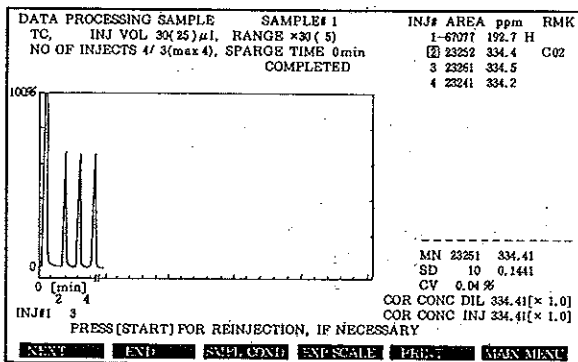 DATA PROCESSING SAMPLE SAMPLE# 1
TC, INJ VOL 30(25)μl, RANGE ×30( 5)
NO OF INJECTS 4/ 3(max 4), SPARGE TIME 0min
COMPLETED
INJ# AREA ppm RMK
1-67077 192.7 H
2 23252 334.4 CO2
3 23261 334.5
4 23241 334.2
100%
0
0 [min]
2 4
INJ#1 3
MN 23251 334.41
SD 10 0.1441
CV 0.04 %
COR CONC DIL 334.41[× 1.0]
COR CONC INJ 334.41[× 1.0]
PRESS [START] FOR REINJECTION, IF NECESSARY
NEXT END SMPL COND EXP SCALE PRINT MAIN MENU